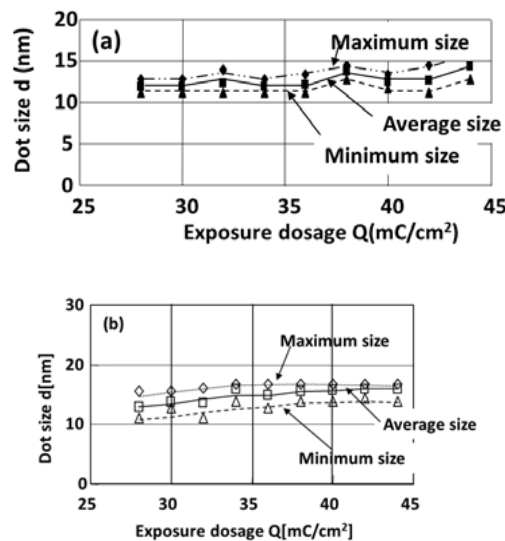 (a)
Dot size d (nm)
20
15
10
5
0
Maximum size
Average size
Minimum size
25
30
35
40
45
Exposure dosage Q(mC/cm²)
(b)
Dot size d[nm]
30
20
10
0
Maximum size
Average size
Minimum size
25
30
35
40
45
Exposure dosage Q[mC/cm²]